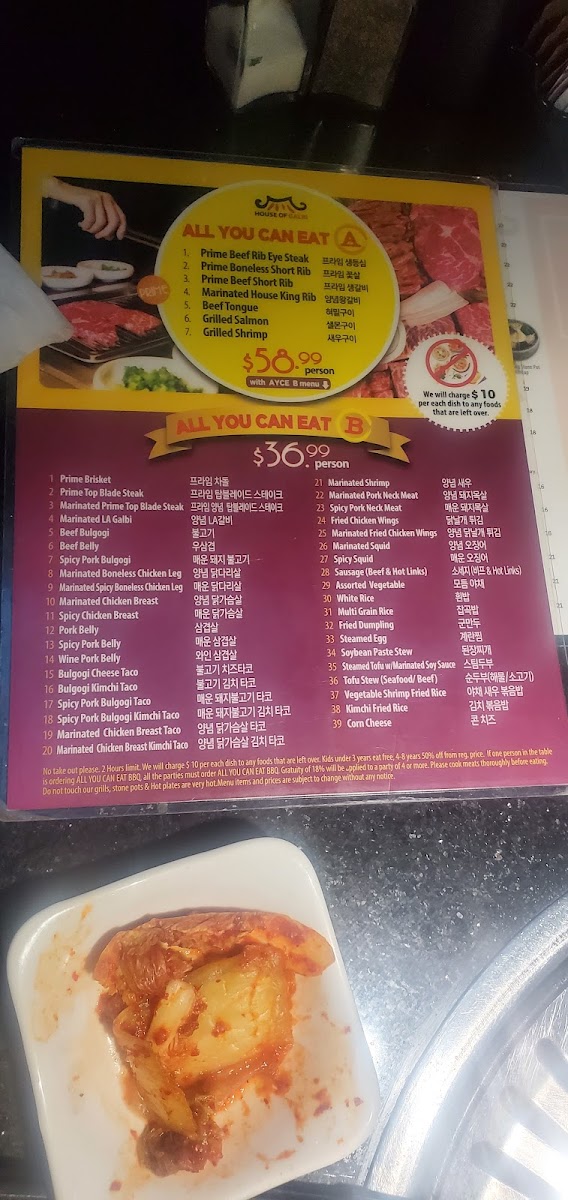 HOUSE OF GALBI
ALL YOU CAN EAT A
1. Prime Beef Rib Eye Steak 프라임 생등심
2. Prime Boneless Short Rib 프라임 꽃살
3. Prime Beef Short Rib 프라임 생갈비
4. Marinated House King Rib 양념왕갈비
5. Beef Tongue 혀밑구이
6. Grilled Salmon 샐몬구이
7. Grilled Shrimp 새우구이
$58.99 person
with AYCE B menu
We will charge $10
per each dish to any foods
that are left over.
ALL YOU CAN EAT B
$36.99 person
1 Prime Brisket 프라임 차돌
2 Prime Top Blade Steak 프라임 탑블레이드 스테이크
3 Marinated Prime Top Blade Steak 프라임 양념 탑블레이드 스테이크
4 Marinated LA Galbi 양념 LA갈비
5 Beef Bulgogi 불고기
6 Beef Belly 우삼겹
7 Spicy Pork Bulgogi 매운 돼지 불고기
8 Marinated Boneless Chicken Leg 양념 닭다리살
9 Marinated Spicy Boneless Chicken Leg 매운 닭다리살
10 Marinated Chicken Breast 양념 닭가슴살
11 Spicy Chicken Breast 매운 닭가슴살
12 Pork Belly 삼겹살
13 Spicy Pork Belly 매운 삼겹살
14 Wine Pork Belly 와인 삼겹살
15 Bulgogi Cheese Taco 불고기 치즈타코
16 Bulgogi Kimchi Taco 불고기 김치 타코
17 Spicy Pork Bulgogi Taco 매운 돼지불고기 타코
18 Spicy Pork Bulgogi Kimchi Taco 매운 돼지불고기 김치 타코
19 Marinated Chicken Breast Taco 양념 닭가슴살 타코
20 Marinated Chicken Breast Kimchi Taco 양념 닭가슴살 김치 타코
21 Marinated Shrimp 양념 새우
22 Marinated Pork Neck Meat 양념 돼지목살
23 Spicy Pork Neck Meat 매운 돼지목살
24 Fried Chicken Wings 닭날개 튀김
25 Marinated Fried Chicken Wings 양념 닭날개 튀김
26 Marinated Squid 양념 오징어
27 Spicy Squid 매운 오징어
28 Sausage (Beef & Hot Links) 소세지(비프 & Hot Links)
29 Assorted Vegetable 모듬 야채
30 White Rice 흰밥
31 Multi Grain Rice 잡곡밥
32 Fried Dumpling 군만두
33 Steamed Egg 계란찜
34 Soybean Paste Stew 된장찌개
35 Steamed Tofu w/Marinated Soy Sauce 스팀두부
36 Tofu Stew (Seafood/ Beef) 순두부(해물/소고기)
37 Vegetable Shrimp Fried Rice 야채 새우 볶음밥
38 Kimchi Fried Rice 김치 볶음밥
39 Corn Cheese 콘 치즈
No take out please. 2 Hours limit. We will charge $ 10 per each dish to any foods that are left over. Kids under 3 years eat free, 4-8 years 50% off from reg. price. If one person in the table
is ordering ALL YOU CAN EAT BBQ, all the parties must order ALL YOU CAN EAT BBQ. Gratuity of 18% will be applied to a party of 4 or more. Please cook meats thoroughly before eating.
Do not touch our grills, stone pots & Hot plates are very hot. Menu items and prices are subject to change without any notice.